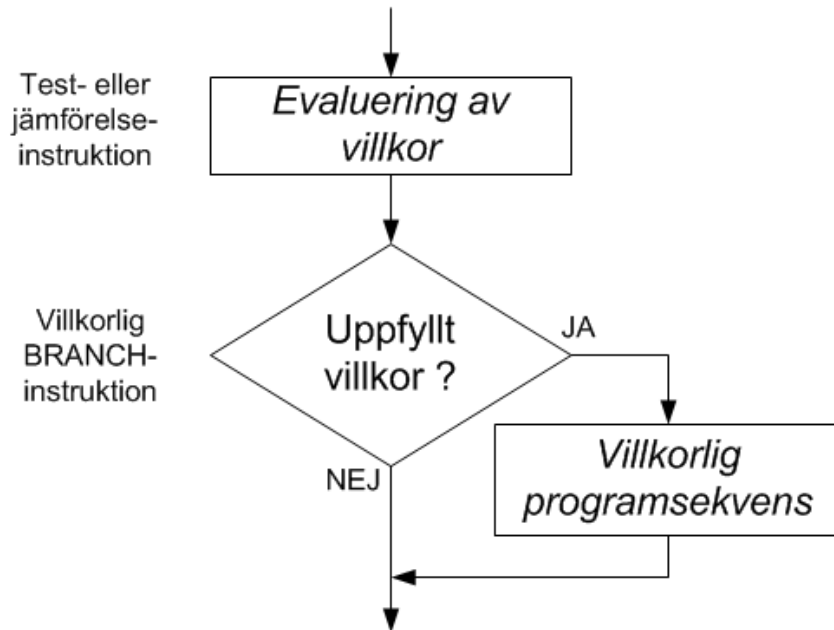 Test- eller
jämförelse-
instruktion
Evaluering av
villkor
Villkorlig
BRANCH-
instruktion
Uppfyllt
villkor ?
JA
NEJ
Villkorlig
programsekvens